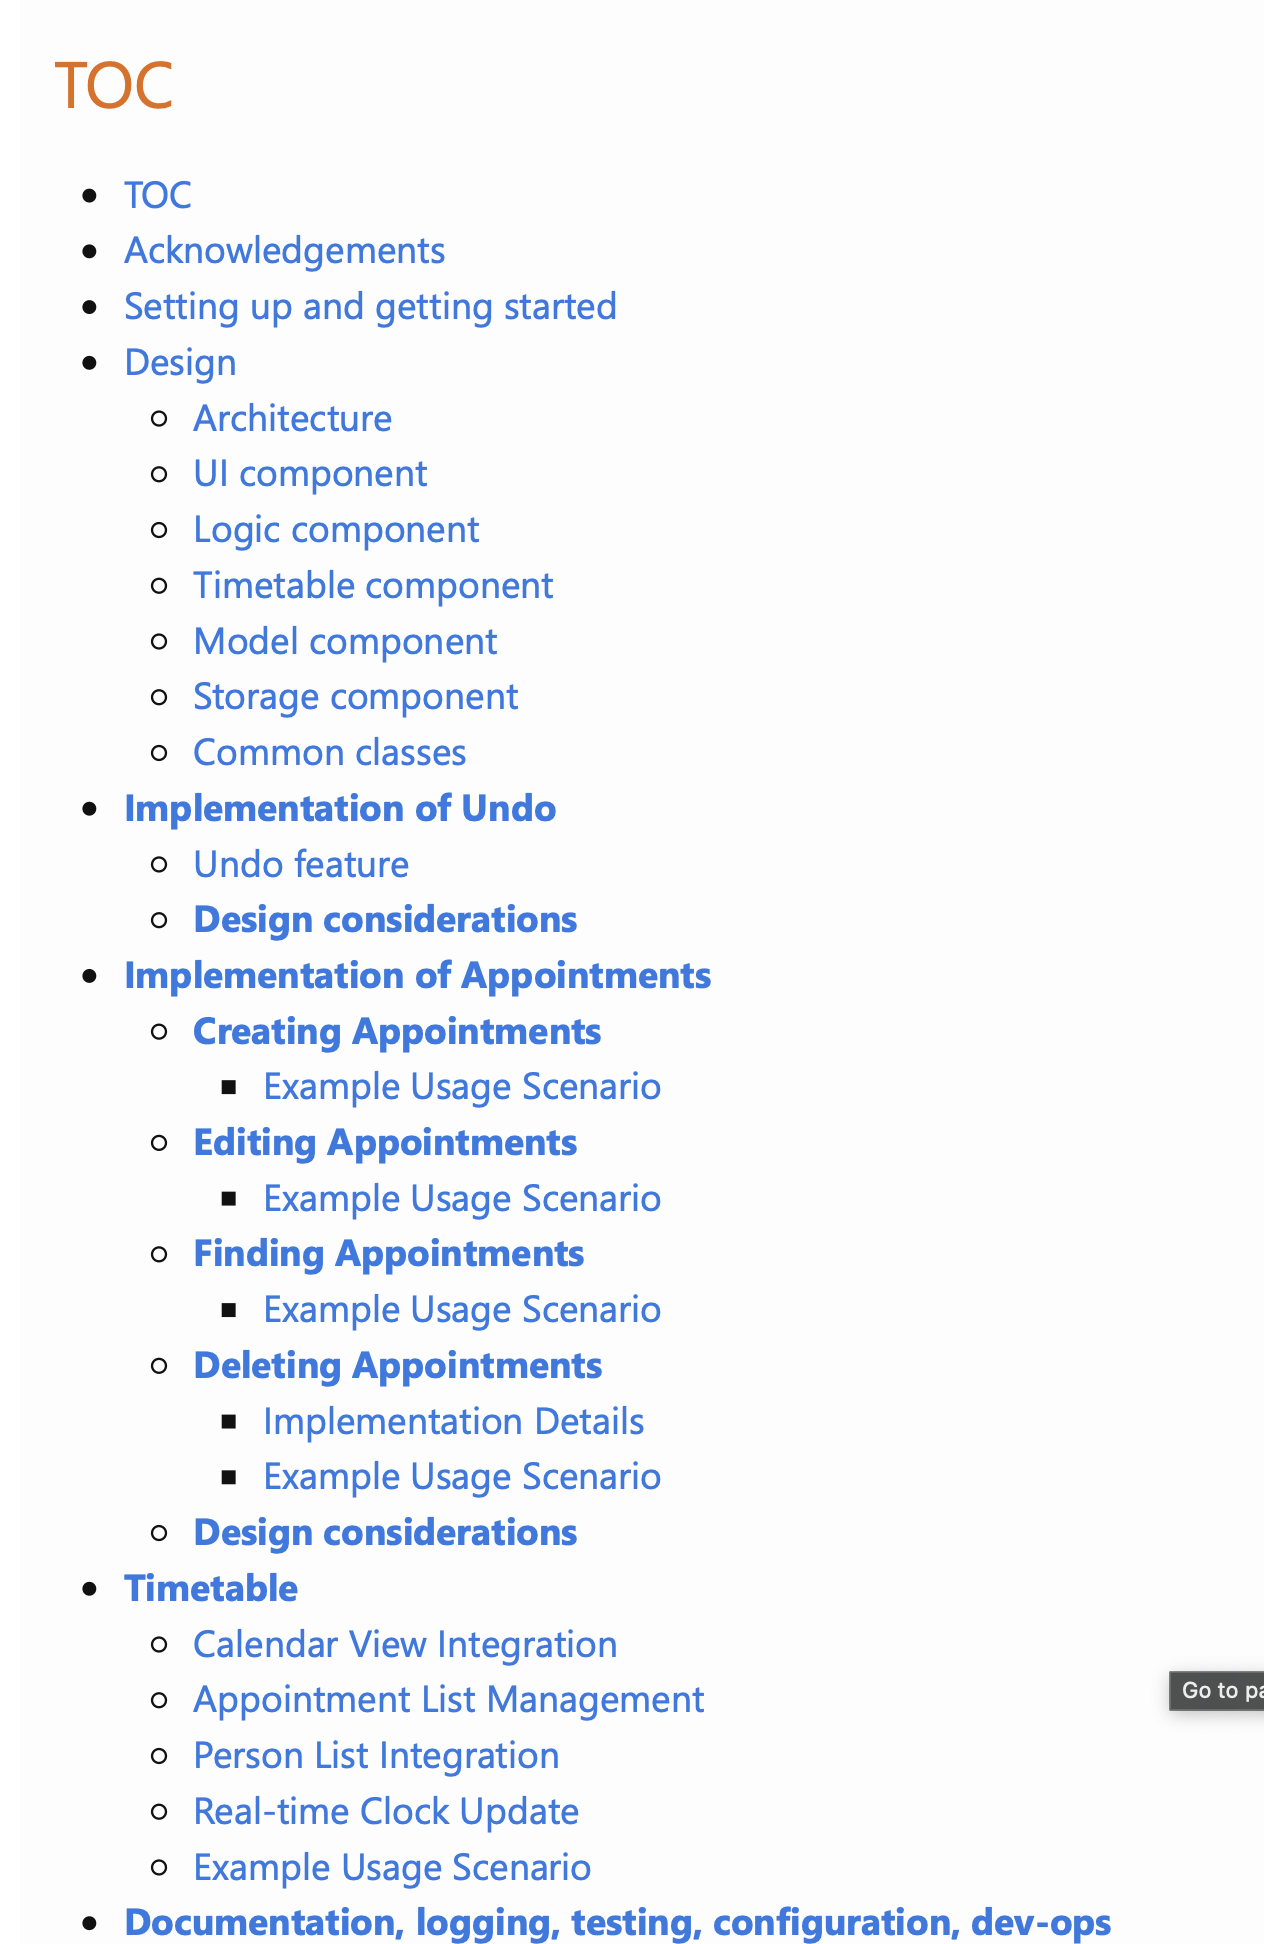 TOC
TOC
Acknowledgements
Setting up and getting started
Design
Architecture
UI component
Logic component
Timetable component
Model component
Storage component
Common classes
Implementation of Undo
Undo feature
Design considerations
Implementation of Appointments
Creating Appointments
Example Usage Scenario
Editing Appointments
Example Usage Scenario
Finding Appointments
Example Usage Scenario
Deleting Appointments
Implementation Details
Example Usage Scenario
Design considerations
Timetable
Calendar View Integration
Appointment List Management
Go to pa
Person List Integration
Real-time Clock Update
Example Usage Scenario
Documentation, logging, testing, configuration, dev-ops